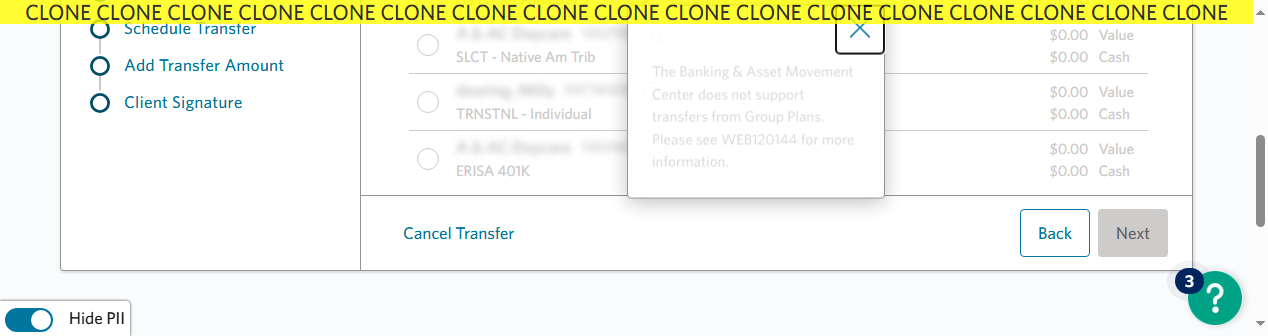 CLONE CLONE CLONE CLONE CLONE CLONE CLONE CLONE CLONE CLONE CLONE CLONE CLONE CLONE CLONE CLONE CLONE
Schedule Transfer
Add Transfer Amount
Client Signature
SLCT - Native Am Trib
$0.00 Value
$0.00 Cash
TRNSTNL - Individual
$0.00 Value
$0.00 Cash
ERISA 401K
$0.00 Value
$0.00 Cash
The Banking & Asset Movement
Center does not support
transfers from Group Plans.
Please see WEB120144 for more
information.
Cancel Transfer
Back
Next
3
?
Hide PII